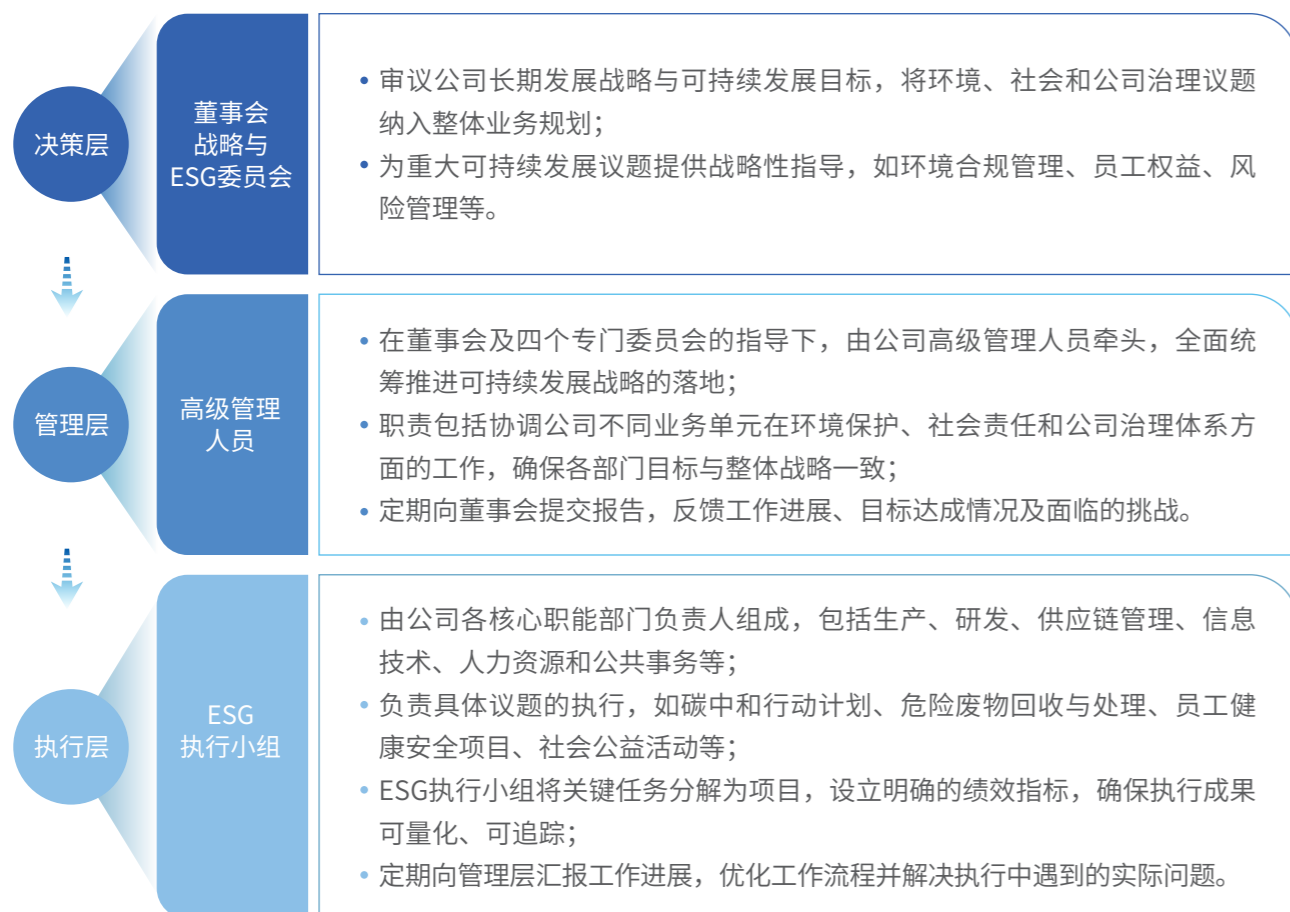 决策层
董事会
战略与
ESG委员会
• 审议公司长期发展战略与可持续发展目标，将环境、社会和公司治理议题
纳入整体业务规划；
• 为重大可持续发展议题提供战略性指导，如环境合规管理、员工权益、风
险管理等。
管理层
高级管理
人员
• 在董事会及四个专门委员会的指导下，由公司高级管理人员牵头，全面统
筹推进可持续发展战略的落地；
• 职责包括协调公司不同业务单元在环境保护、社会责任和公司治理体系方
面的工作，确保各部门目标与整体战略一致；
• 定期向董事会提交报告，反馈工作进展、目标达成情况及面临的挑战。
执行层
ESG
执行小组
• 由公司各核心职能部门负责人组成，包括生产、研发、供应链管理、信息
技术、人力资源和公共事务等；
• 负责具体议题的执行，如碳中和行动计划、危险废物回收与处理、员工健
康安全项目、社会公益活动等；
• ESG执行小组将关键任务分解为项目，设立明确的绩效指标，确保执行成果
可量化、可追踪；
• 定期向管理层汇报工作进展，优化工作流程并解决执行中遇到的实际问题。